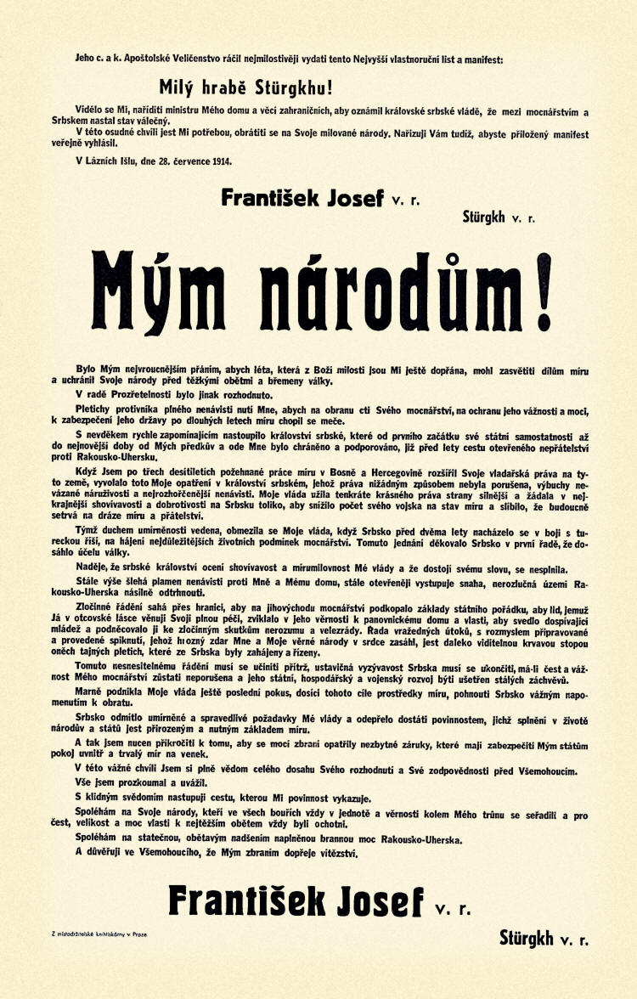 Jeho c. a k. Apoštolské Veličenstvo ráčil nejmilostivěji vydati tento Nejvyšší vlastnoruční list a manifest:
Milý hrabě Stürgkhu!
Vidělo se Mi, naříditi ministru Mého domu a věcí zahraničních, aby oznámil královské srbské vládě, že mezi mocnářstvím a
Srbskem nastal stav válečný.
V této osudné chvíli jest Mi potřebou, obrátiti se na Svoje milované národy. Nařizuji Vám tudíž, abyste přiložený manifest
veřejně vyhlásil.
V Lázních Išlu, dne 28. července 1914.
František Josef v. r.
Stürgkh v. r.
Mým národům!
Bylo Mým nejvroucnějším přáním, abych léta, která z Boží milosti jsou Mi ještě dopřána, mohl zasvětiti dílům míru
a uchránil Svoje národy před těžkými obětmi a břemeny války.
V radě Prozřetelnosti bylo jinak rozhodnuto.
Pletichy protivníka plného nenávisti nutí Mne, abych na obranu cti Svého mocnářství, na ochranu jeho vážnosti a moci,
k zabezpečení jeho državy po dlouhých letech míru chopil se meče.
S nevděkem rychle zapomínajícím nastoupilo království srbské, které od prvního začátku své státní samostatnosti až
do nejnovější doby od Mých předků a ode Mne bylo chráněno a podporováno, již před lety cestu otevřeného nepřátelství
proti Rakousko-Uhersku.
Když Jsem po třech desítiletích požehnané práce míru v Bosně a Hercegovině rozšířil Svoje vladařská práva na ty-
to země, vyvolalo toto Moje opatření v království srbském, jehož práva nižádným způsobem nebyla porušena, výbuchy ne-
vázané náruživosti a nejrozhořčenější nenávisti. Moje vláda užila tenkráte krásného práva strany silnější a žádala v nej-
krajnější shovívavosti a dobrotivosti na Srbsku toliko, aby snížilo počet svého vojska na stav míru a slíbilo, že budoucně
setrvá na dráze míru a přátelství.
Týmž duchem umírněnosti vedena, obmezila se Moje vláda, když Srbsko před dvěma lety nacházelo se v boji s tu-
reckou říší, na hájení nejdůležitějších životních podmínek mocnářství. Tomuto jednání děkovalo Srbsko v první řadě, že do-
sáhlo účelu války.
Naděje, že srbské království ocení shovívavost a mírumilovnost Mé vlády a že dostojí svému slovu, se nesplnila.
Stále výše šlehá plamen nenávisti proti Mně a Mému domu, stále otevřeněji vystupuje snaha, nerozlučná území Ra-
kousko-Uherska násilně odtrhnouti.
Zločinné řádění sahá přes hranici, aby na jihovýchodu mocnářství podkopalo základy státního pořádku, aby lid, jemuž
Já v otcovské lásce věnuji Svoji plnou péči, zviklalo v jeho věrnosti k panovnickému domu a vlasti, aby svedlo dospívající
mládež a podněcovalo ji ke zločinným skutkům nerozumu a velezrády. Řada vražedných útoků, s rozmyslem připravované
a provedené spiknutí, jehož hrozný zdar Mne a Moje věrné národy v srdce zasáhl, jest daleko viditelnou krvavou stopou
oněch tajných pletich, které ze Srbska byly zahájeny a řízeny.
Tomuto nesnesitelnému řádění musí se učiniti přítrž, ustavičná vyzývavost Srbska musí se ukončiti, má-li čest a váž-
nost Mého mocnářství zůstati neporušena a jeho státní, hospodářský a vojenský rozvoj býti ušetřen stálých záchvěvů.
Marně podnikla Moje vláda ještě poslední pokus, dosíci tohoto cíle prostředky míru, pohnouti Srbsko vážným napo-
menutím k obratu.
Srbsko odmítlo umírněné a spravedlivé požadavky Mé vlády a odepřelo dostáti povinnostem, jichž splnění v životě
národův a států jest přirozeným a nutným základem míru.
A tak jsem nucen přikročiti k tomu, aby se mocí zbraní opatřily nezbytné záruky, které mají zabezpečiti Mým státům
pokoj uvnitř a trvalý mír na venek.
V této vážné chvíli Jsem si plně vědom celého dosahu Svého rozhodnutí a Své zodpovědnosti před Všemohoucím.
Vše jsem prozkoumal a uvážil.
S klidným svědomím nastupuji cestu, kterou Mi povinnost vykazuje.
Spoléhám na Svoje národy, kteří ve všech bouřích vždy v jednotě a věrnosti kolem Mého trůnu se seřadili a pro
čest, velikost a moc vlasti k nejtěžším obětem vždy byli ochotni.
Spoléhám na statečnou, obětavým nadšením naplněnou brannou moc Rakousko-Uherska.
A důvěřuji ve Všemohoucího, že Mým zbraním dopřeje vítězství.
František Josef v. r.
Z místodržitelské knihtiskárny v Praze.
Stürgkh v. r.